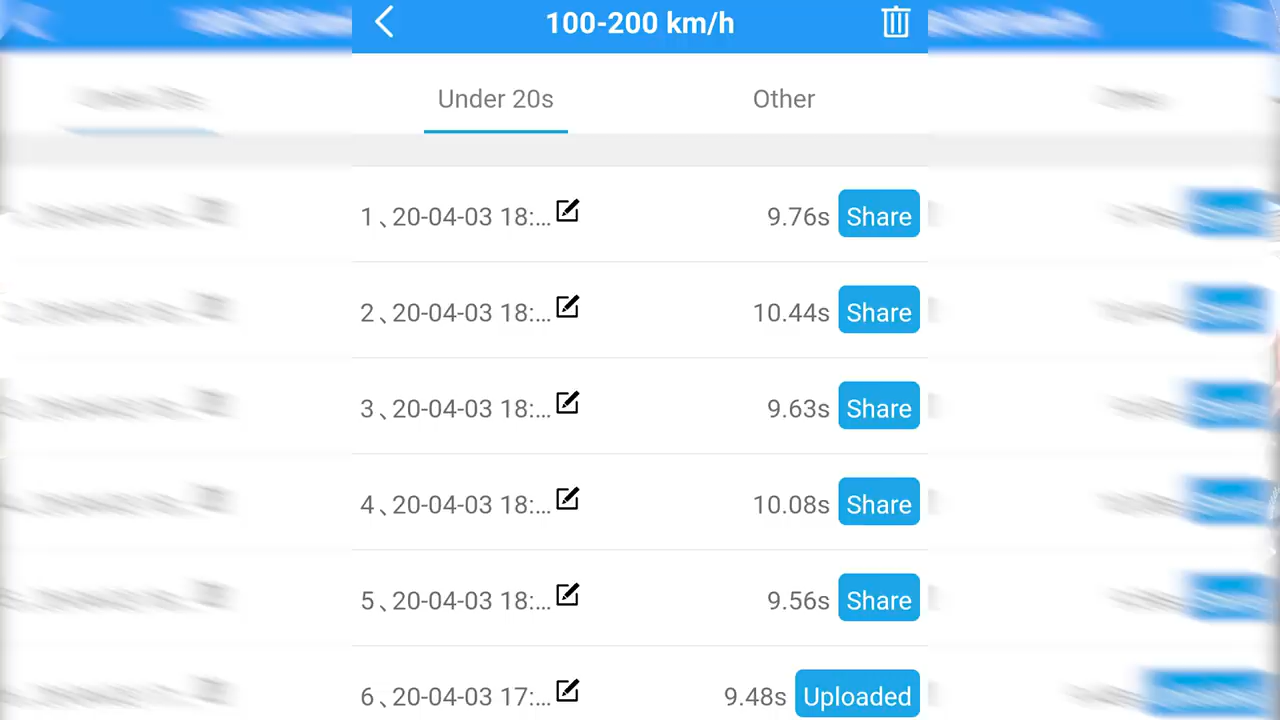 100-200 km/h
Under 20s Other
1、20-04-03 18:... 9.76s Share
2、20-04-03 18:... 10.44s Share
3、20-04-03 18:... 9.63s Share
4、20-04-03 18:... 10.08s Share
5、20-04-03 18:... 9.56s Share
6、20-04-03 17:... 9.48s Uploaded